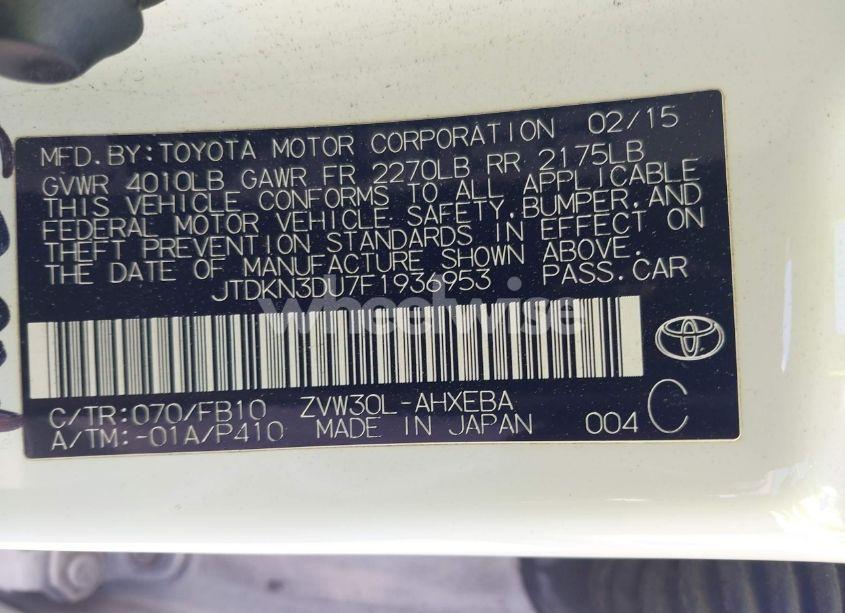 MFD.BY:TOYOTA MOTOR CORPORATION 02/15
GVWR 4010LB GAWR FR 2270LB RR 2175LB
THIS VEHICLE CONFORMS TO ALL APPLICABLE
FEDERAL MOTOR VEHICLE SAFETY,BUMPER,AND
THEFT PREVENTION STANDARDS IN EFFECT ON
THE DATE OF MANUFACTURE SHOWN ABOVE.
JTDKN3DU7F1936953 PASS.CAR
wheelwise
C/TR:070/FB10 ZVW30L-AHXEBA
A/TM:-01A/P410 MADE IN JAPAN 004 C